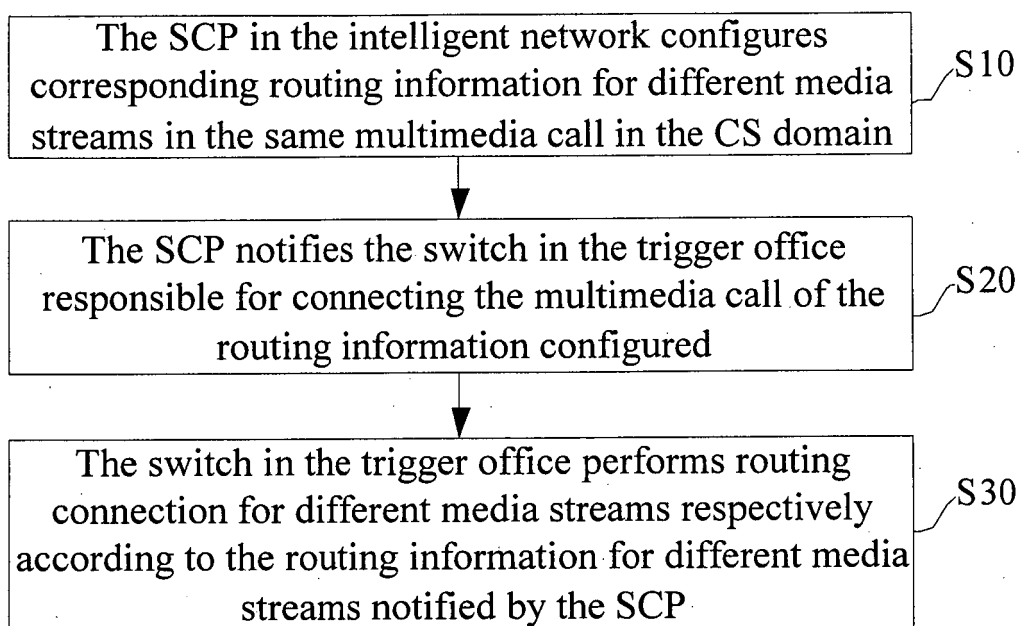 The SCP in the intelligent network configures
corresponding routing information for different media
streams in the same multimedia call in the CS domain
S10
The SCP notifies the switch in the trigger office
responsible for connecting the multimedia call of the
routing information configured
S20
The switch in the trigger office performs routing
connection for different media streams respectively
according to the routing information for different media
streams notified by the SCP
S30